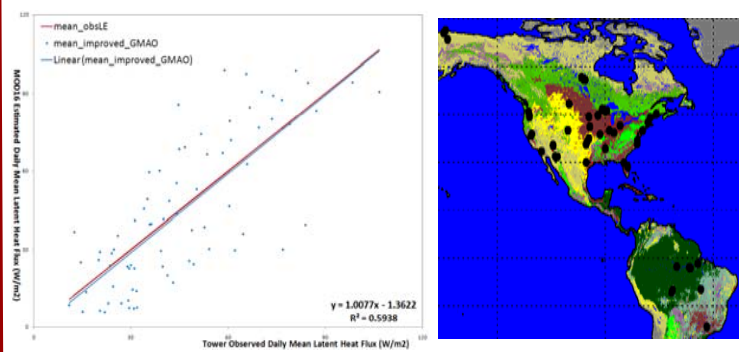 120
mean_obsLE
mean_improved_GMAO
Linear(mean_improved_GMAO)
MOD16 Estimated Daily Mean Latent Heat Flux (W/m2)
y = 1.0077x - 1.3622
R² = 0.5938
Tower Observed Daily Mean Latent Heat Flux (W/m2)